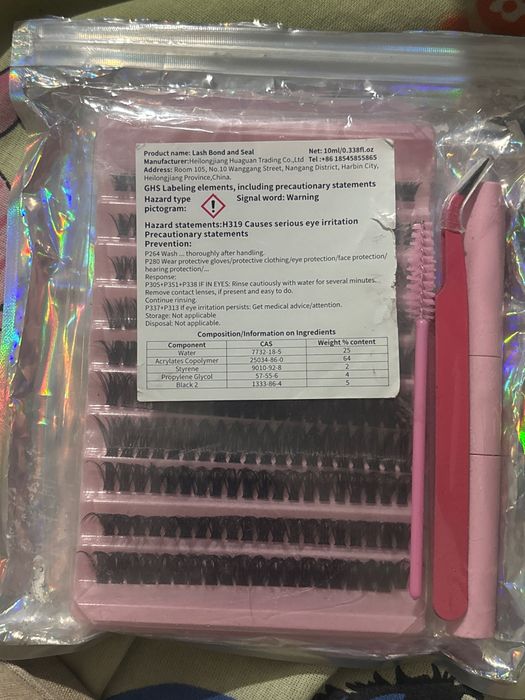 Product name: Lash Bond and Seal Net: 10ml/0.338fl.oz
Manufacturer:Heilongjiang Huaguan Trading Co.,Ltd Tel :+86 18545855865
Address: Room 105, No.10 Wanggang Street, Nangang District, Harbin City,
Heilongjiang Province,China.
GHS Labeling elements, including precautionary statements
Hazard type Signal word: Warning
pictogram:
Hazard statements:H319 Causes serious eye irritation
Precautionary statements
Prevention:
P264 Wash ... thoroughly after handling.
P280 Wear protective gloves/protective clothing/eye protection/face protection/
hearing protection/...
Response:
P305+P351+P338 IF IN EYES: Rinse cautiously with water for several minutes.
Remove contact lenses, if present and easy to do.
Continue rinsing.
P337+P313 If eye irritation persists: Get medical advice/attention.
Storage: Not applicable
Disposal: Not applicable.
Composition/Information on Ingredients
Component CAS Weight % content
Water 7732-18-5 25
Acrylates Copolymer 25034-86-0 64
Styrene 9010-92-8 2
Propylene Glycol 57-55-6 4
Black 2 1333-86-4 5